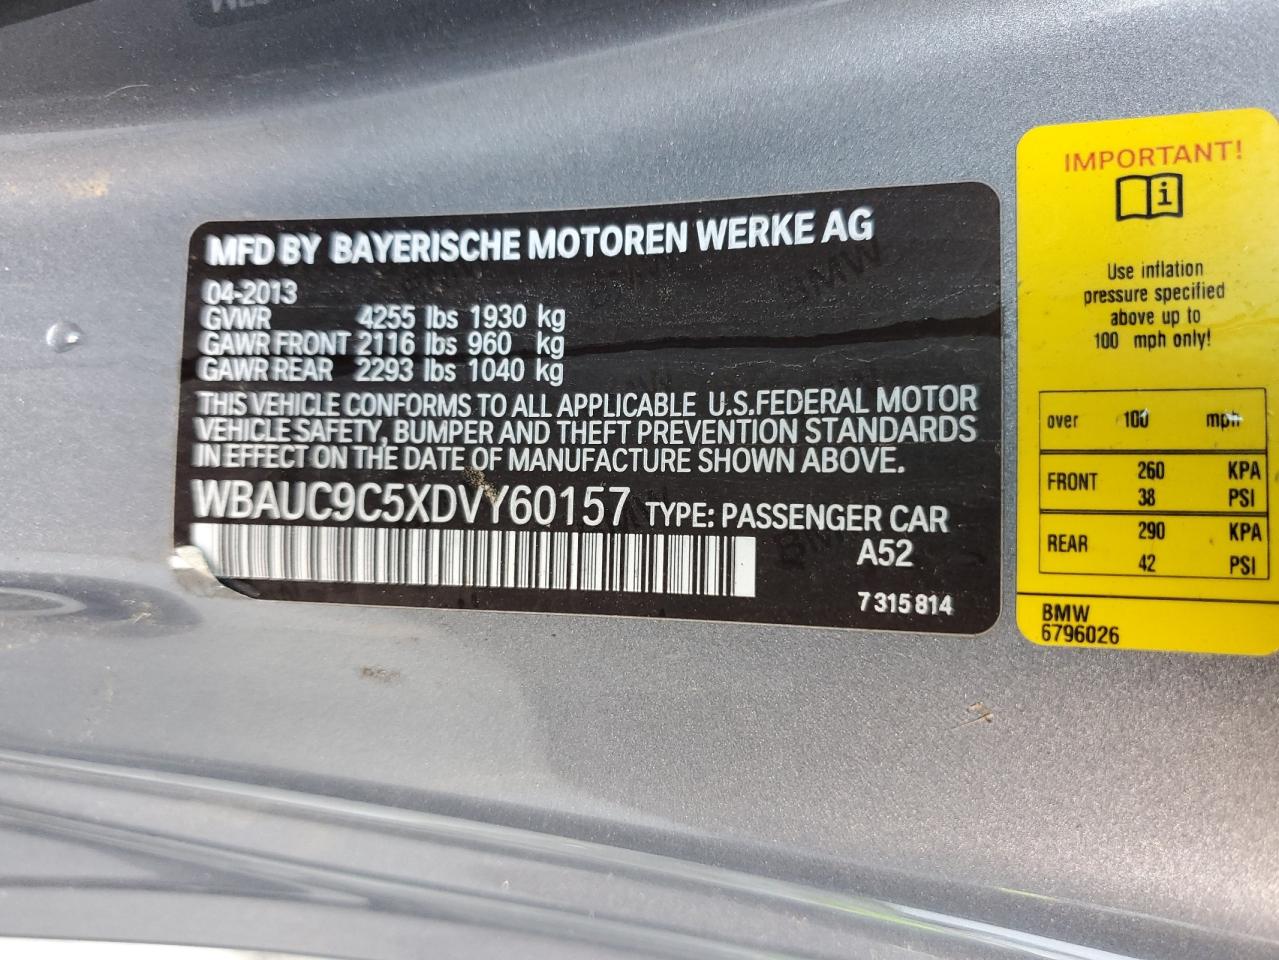 MFD BY BAYERISCHE MOTOREN WERKE AG
04-2013
GVWR 4255 lbs 1930 kg
GAWR FRONT 2116 lbs 960 kg
GAWR REAR 2293 lbs 1040 kg
THIS VEHICLE CONFORMS TO ALL APPLICABLE U.S.FEDERAL MOTOR
VEHICLE SAFETY, BUMPER AND THEFT PREVENTION STANDARDS
IN EFFECT ON THE DATE OF MANUFACTURE SHOWN ABOVE.
WBAUC9C5XDVY60157 TYPE: PASSENGER CAR
A52
7 315 814
IMPORTANT!
i
Use inflation
pressure specified
above up to
100 mph only!
over 100 mph
FRONT 260 KPA
38 PSI
REAR 290 KPA
42 PSI
BMW
6796026